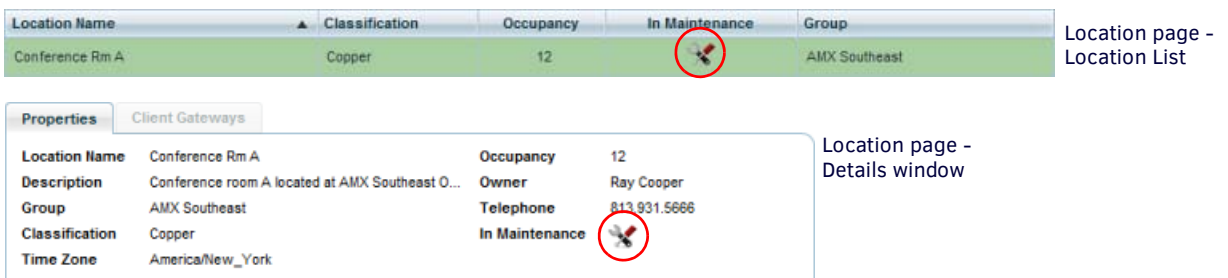 Location Name ▲ Classification Occupancy In Maintenance Group
Conference Rm A Copper 12 AMX Southeast
Location page -
Location List
Properties Client Gateways
Location Name Conference Rm A Occupancy 12
Description Conference room A located at AMX Southeast O... Owner Ray Cooper
Group AMX Southeast Telephone 813.931.5666
Classification Copper In Maintenance
Time Zone America/New_York
Location page -
Details window